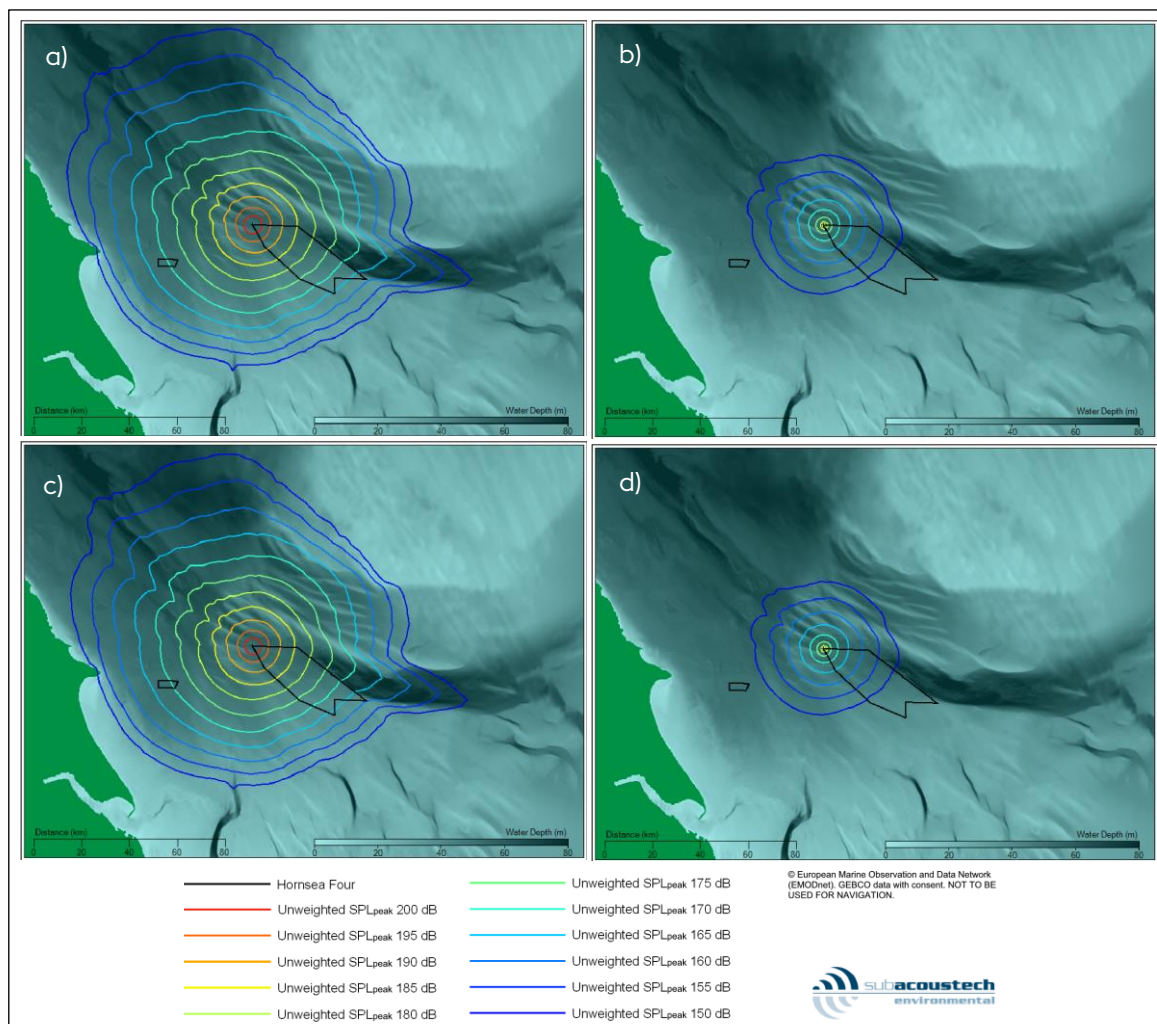 a)
b)
Distance (km)
Water Depth (m)
0 20 40 60 80
0 20 40 60 80
Distance (km)
Water Depth (m)
0 20 40 60 80
0 20 40 60 80
c)
d)
Distance (km)
Water Depth (m)
0 20 40 60 80
0 20 40 60 80
Distance (km)
Water Depth (m)
0 20 40 60 80
0 20 40 60 80
Hornsea Four
Unweighted SPLpeak 200 dB
Unweighted SPLpeak 195 dB
Unweighted SPLpeak 190 dB
Unweighted SPLpeak 185 dB
Unweighted SPLpeak 180 dB
Unweighted SPLpeak 175 dB
Unweighted SPLpeak 170 dB
Unweighted SPLpeak 165 dB
Unweighted SPLpeak 160 dB
Unweighted SPLpeak 155 dB
Unweighted SPLpeak 150 dB
© European Marine Observation and Data Network
(EMODnet). GEBCO data with consent. NOT TO BE
USED FOR NAVIGATION.
subacoustech
environmental